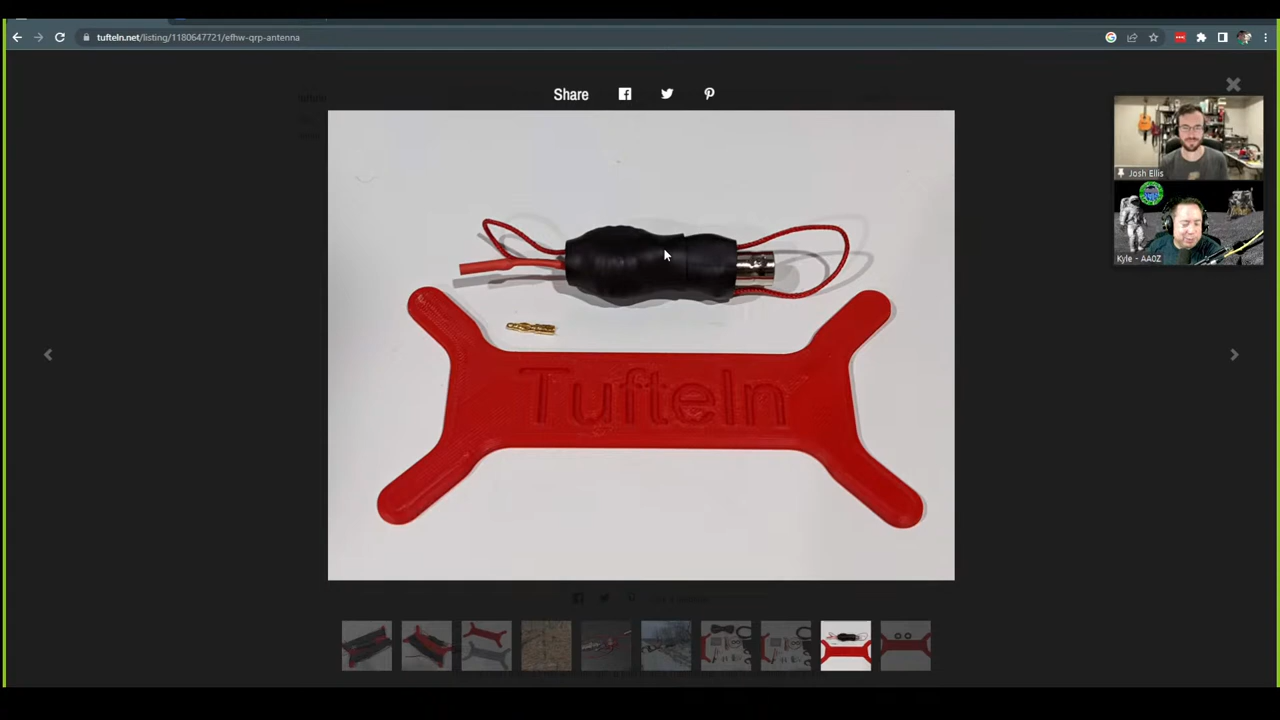 tufteln.net/listing/1180647721/efhw-qrp-antenna
Share
Tufteln
Josh Ellis
Kyle - AA0Z